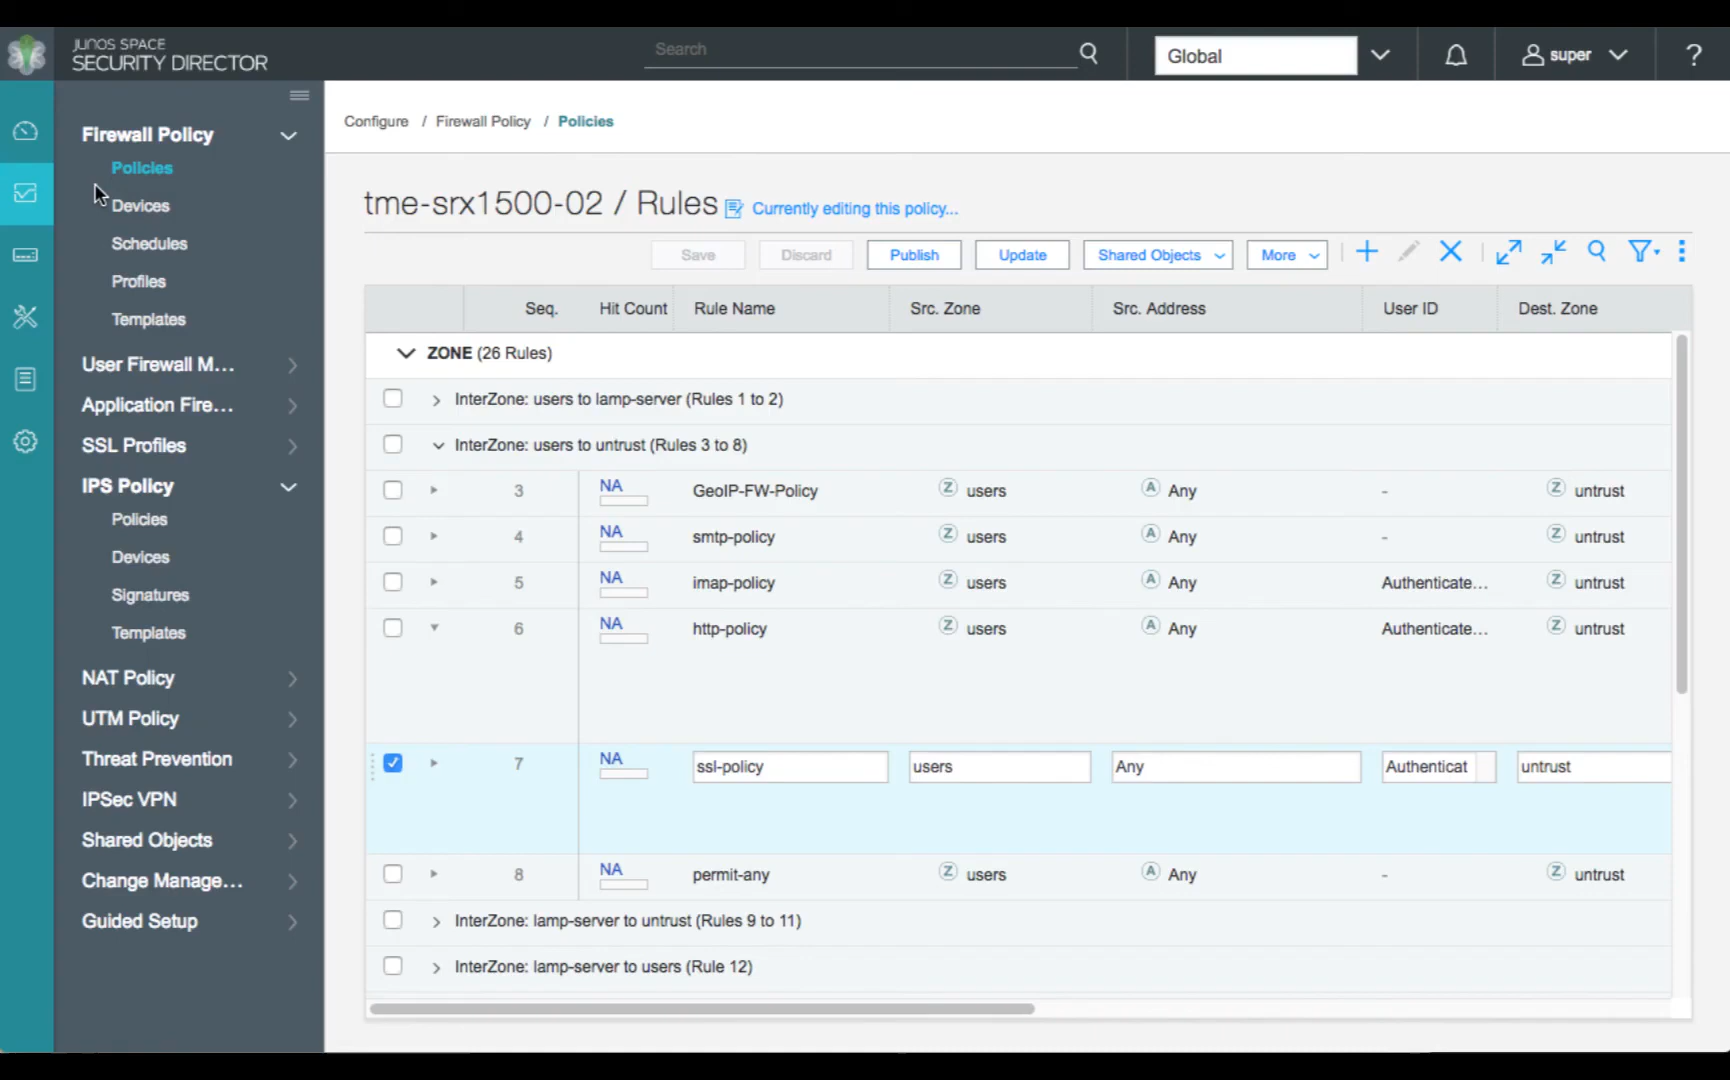 JUNOS SPACE
SECURITY DIRECTOR
Search
Global
super
?
Firewall Policy
Policies
Devices
Schedules
Profiles
Templates
User Firewall M...
Application Fire...
SSL Profiles
IPS Policy
Policies
Devices
Signatures
Templates
NAT Policy
UTM Policy
Threat Prevention
IPSec VPN
Shared Objects
Change Manage...
Guided Setup
Configure / Firewall Policy / Policies
tme-srx1500-02 / Rules Currently editing this policy...
Save Discard Publish Update Shared Objects More
Seq. Hit Count Rule Name Src. Zone Src. Address User ID Dest. Zone
ZONE (26 Rules)
InterZone: users to lamp-server (Rules 1 to 2)
InterZone: users to untrust (Rules 3 to 8)
3 NA GeoIP-FW-Policy Z users A Any - Z untrust
4 NA smtp-policy Z users A Any - Z untrust
5 NA imap-policy Z users A Any Authenticate... Z untrust
6 NA http-policy Z users A Any Authenticate... Z untrust
7 NA ssl-policy users Any Authenticat untrust
8 NA permit-any Z users A Any - Z untrust
InterZone: lamp-server to untrust (Rules 9 to 11)
InterZone: lamp-server to users (Rule 12)